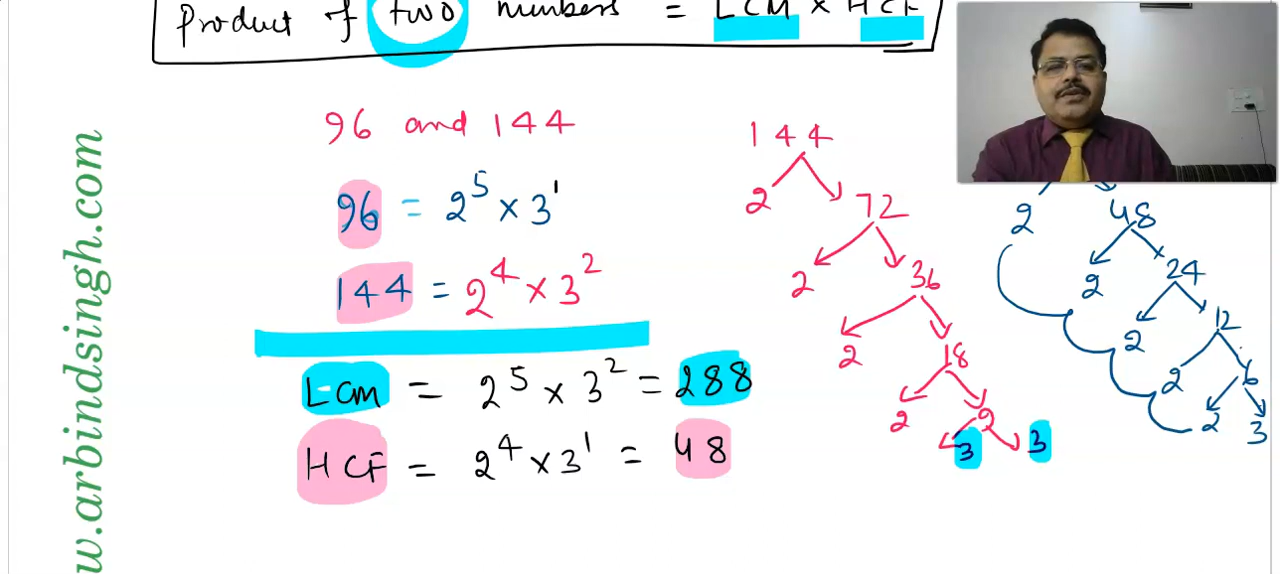 Product of two numbers = LCM × HCF
96 and 144
96 = 2⁵ × 3¹
144 = 2⁴ × 3²
LCM = 2⁵ × 3² = 288
HCF = 2⁴ × 3¹ = 48
144
2 72
2 36
2 18
2 9
3 3
2 48
2 24
2 12
2 6
2 3
w.arbindsingh.com